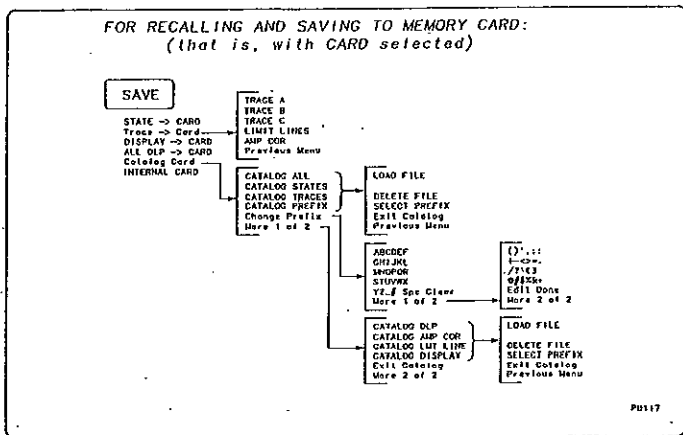 FOR RECALLING AND SAVING TO MEMORY CARD:
(that is, with CARD selected)
SAVE
STATE -> CARD
Trace -> Card
DISPLAY -> CARD
ALL DLP -> CARD
Catalog Card
INTERNAL CARD
TRACE A
TRACE B
TRACE C
LIMIT LINES
AMP COR
Previous Menu
CATALOG ALL
CATALOG STATES
CATALOG TRACES
CATALOG PREFIX
Change Prefix
More 1 of 2
LOAD FILE
DELETE FILE
SELECT PREFIX
Exit Catalog
Previous Menu
ABCDEF
GHIJKL
MNOPQR
STUVWX
YZ_# Spc Clear
More 1 of 2
Edit Done
More 2 of 2
CATALOG DLP
CATALOG AMP COR
CATALOG LMT LINE
CATALOG DISPLAY
Exit Catalog
More 2 of 2
LOAD FILE
DELETE FILE
SELECT PREFIX
Exit Catalog
Previous Menu
PU117